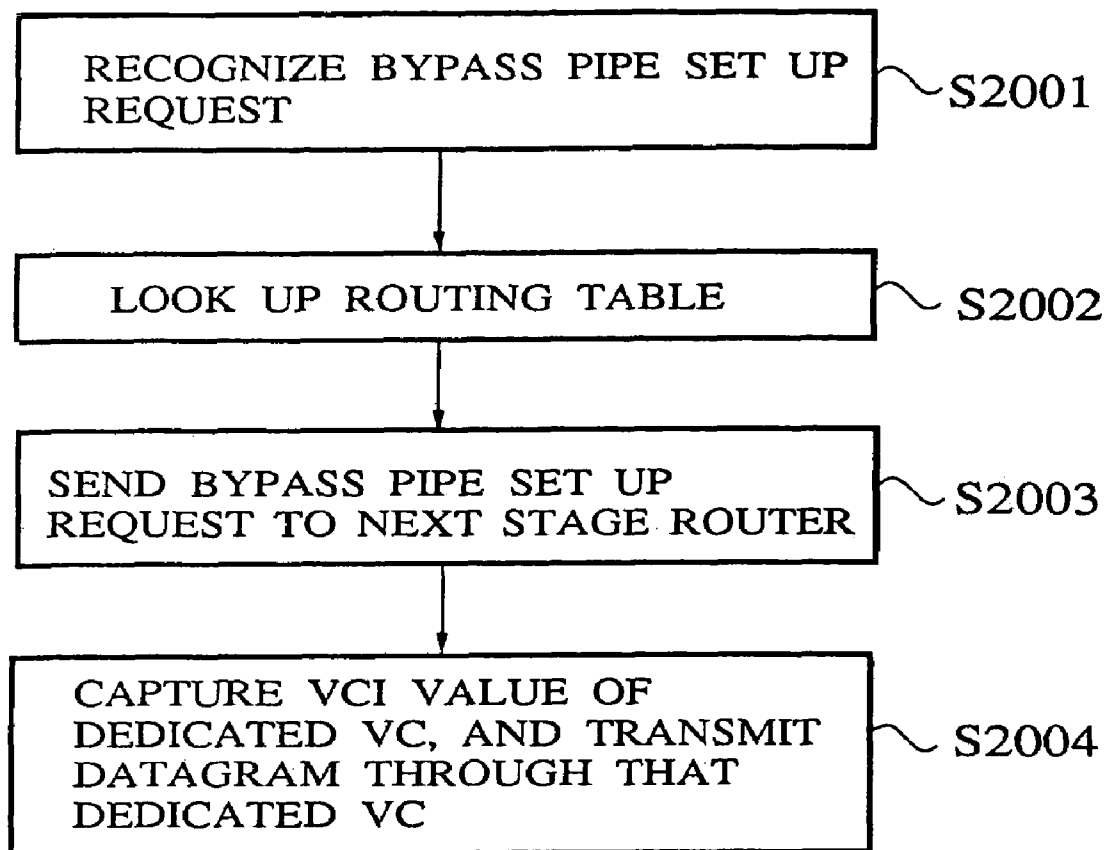 RECOGNIZE BYPASS PIPE SET UP
REQUEST
S2001
LOOK UP ROUTING TABLE
S2002
SEND BYPASS PIPE SET UP
REQUEST TO NEXT STAGE ROUTER
S2003
CAPTURE VCI VALUE OF
DEDICATED VC, AND TRANSMIT
DATAGRAM THROUGH THAT
DEDICATED VC
S2004